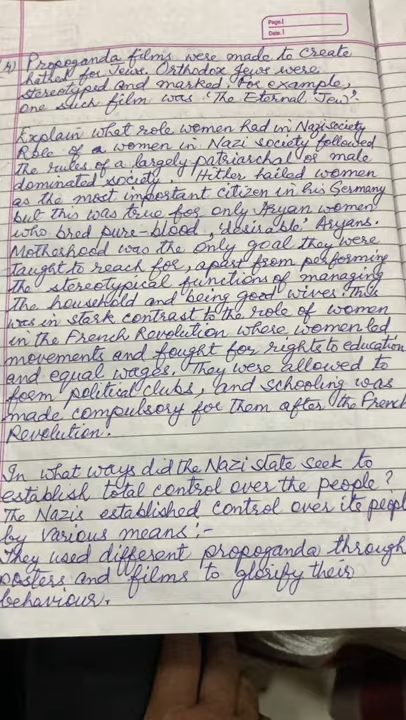 Page:
Date:
4) Propoganda films were made to create
hatred for Jews. Orthodox Jews were
stereotyped and marked. For example,
one such film was 'The Eternal Jew'.
Explain what role women had in Nazi society
Role of a women in Nazi society followed
the rules of a largely patriarchal or male
dominated society. Hitler hailed women
as the most important citizen in his Germany
but this was true for only Aryan women
who bred pure-blood, 'desirable' Aryans.
Motherhood was the only goal they were
taught to reach for, apart from performing
the stereotypical functions of managing
the household and being good wives. This
was in stark contrast to the role of women
in the French Revolution where women led
movements and fought for rights to education
and equal wages. They were allowed to
form political clubs, and schooling was
made compulsory for them after the French
Revolution.
In what ways did the Nazi state seek to
establish total control over the people?
The Nazis established control over its peopl
by various means:-
They used different propoganda through
posters and films to glorify their
behaviour.